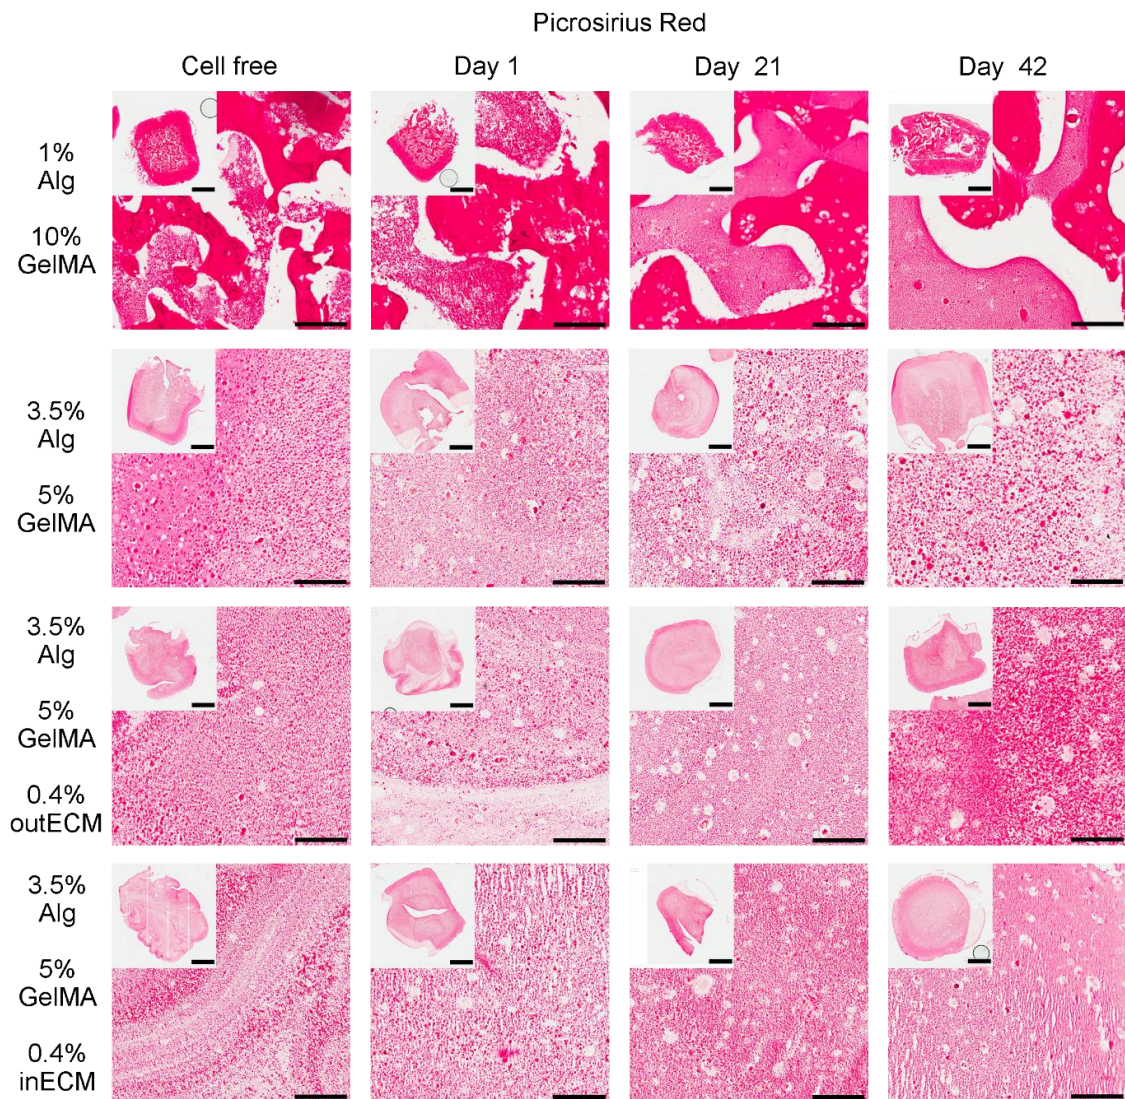 Picrosirius Red
Cell free Day 1 Day 21 Day 42
1%
Alg
10%
GelMA
3.5%
Alg
5%
GelMA
3.5%
Alg
5%
GelMA
0.4%
outECM
3.5%
Alg
5%
GelMA
0.4%
inECM